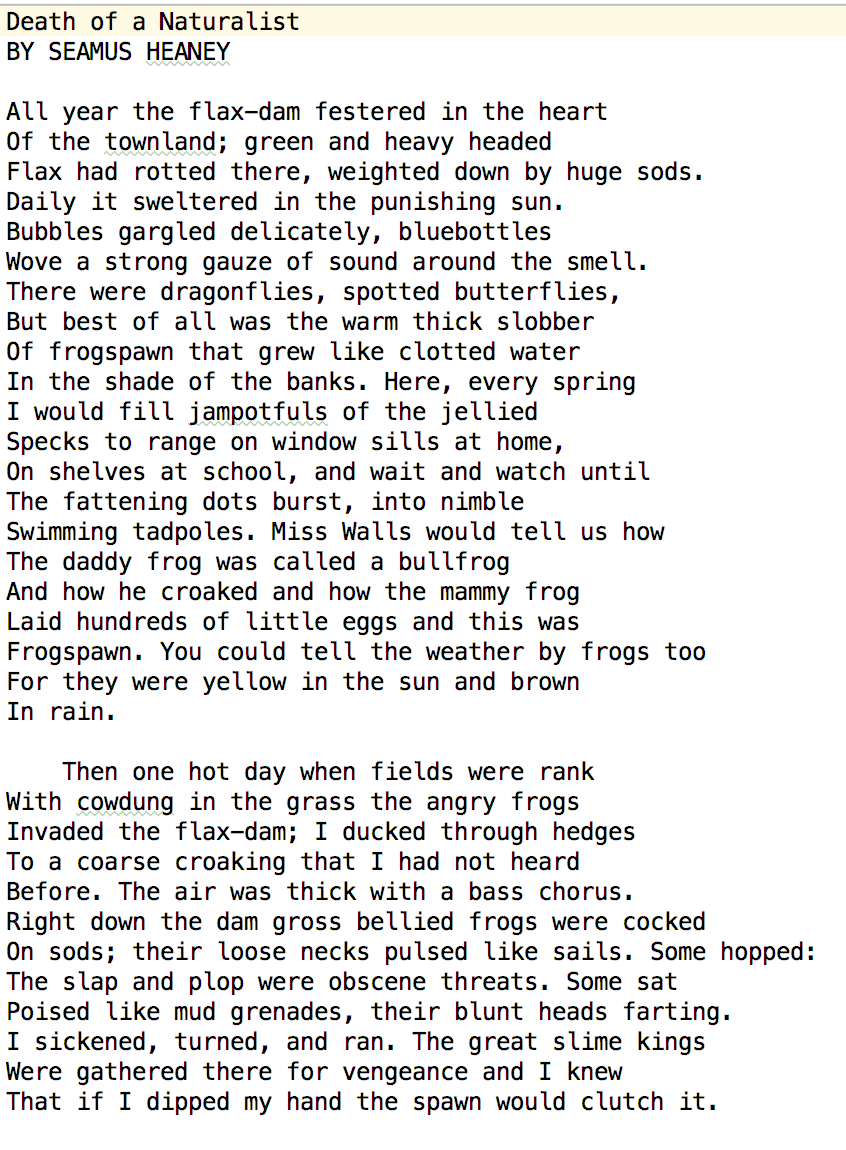 Death of a Naturalist
BY SEAMUS HEANEY

All year the flax-dam festered in the heart
Of the townland; green and heavy headed
Flax had rotted there, weighted down by huge sods.
Daily it sweltered in the punishing sun.
Bubbles gargled delicately, bluebottles
Wove a strong gauze of sound around the smell.
There were dragonflies, spotted butterflies,
But best of all was the warm thick slobber
Of frogspawn that grew like clotted water
In the shade of the banks. Here, every spring
I would fill jampotfuls of the jellied
Specks to range on window sills at home,
On shelves at school, and wait and watch until
The fattening dots burst, into nimble
Swimming tadpoles. Miss Walls would tell us how
The daddy frog was called a bullfrog
And how he croaked and how the mammy frog
Laid hundreds of little eggs and this was
Frogspawn. You could tell the weather by frogs too
For they were yellow in the sun and brown
In rain.

    Then one hot day when fields were rank
With cowdung in the grass the angry frogs
Invaded the flax-dam; I ducked through hedges
To a coarse croaking that I had not heard
Before. The air was thick with a bass chorus.
Right down the dam gross bellied frogs were cocked
On sods; their loose necks pulsed like sails. Some hopped:
The slap and plop were obscene threats. Some sat
Poised like mud grenades, their blunt heads farting.
I sickened, turned, and ran. The great slime kings
Were gathered there for vengeance and I knew
That if I dipped my hand the spawn would clutch it.